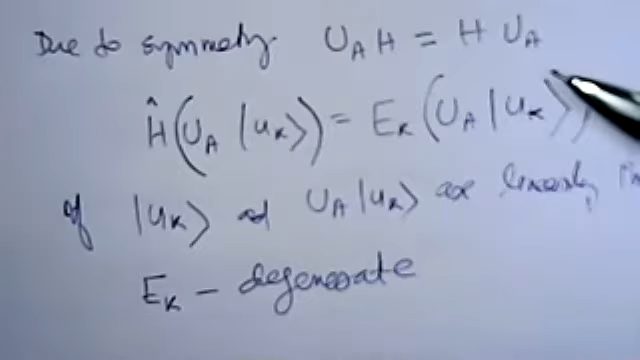 Due to symmetry U_A H = H U_A
Ĥ(U_A |u_k⟩) = E_k (U_A |u_k⟩)
If |u_k⟩ and U_A |u_k⟩ are linearly
E_k – degenerate